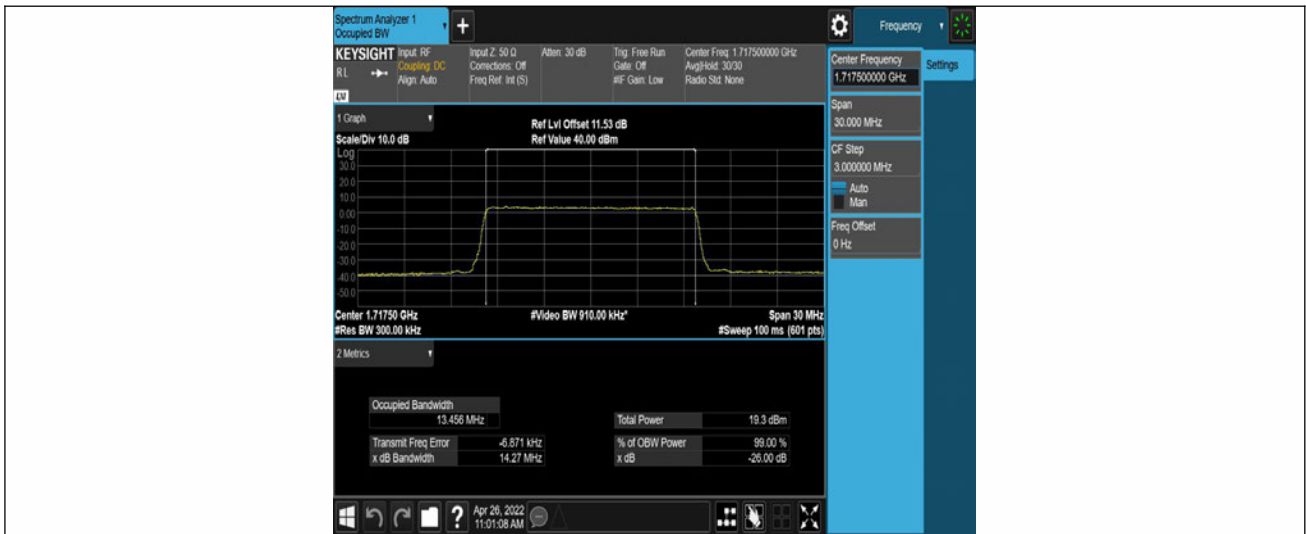 Spectrum Analyzer 1
Occupied BW
+
Frequency
KEYSIGHT
R L
LXI
Input: RF
Coupling: DC
Align: Auto
Input Z: 50 Ω
Corrections: Off
Freq Ref: Int (S)
Atten: 30 dB
Trig: Free Run
Gate: Off
#IF Gain: Low
Center Freq: 1.717500000 GHz
Avg|Hold: 30/30
Radio Std: None
Center Frequency
1.717500000 GHz
Settings
Span
30.000 MHz
CF Step
3.000000 MHz
Auto
Man
Freq Offset
0 Hz
1 Graph
Scale/Div 10.0 dB
Ref Lvl Offset 11.53 dB
Ref Value 40.00 dBm
Log
30.0
20.0
10.0
0.00
-10.0
-20.0
-30.0
-40.0
-50.0
Center 1.71750 GHz
#Video BW 910.00 kHz*
Span 30 MHz
#Res BW 300.00 kHz
#Sweep 100 ms (601 pts)
2 Metrics
Occupied Bandwidth
13.456 MHz
Total Power 19.3 dBm
Transmit Freq Error -6.871 kHz
% of OBW Power 99.00 %
x dB Bandwidth 14.27 MHz
x dB -26.00 dB
?
Apr 26, 2022
11:01:08 AM